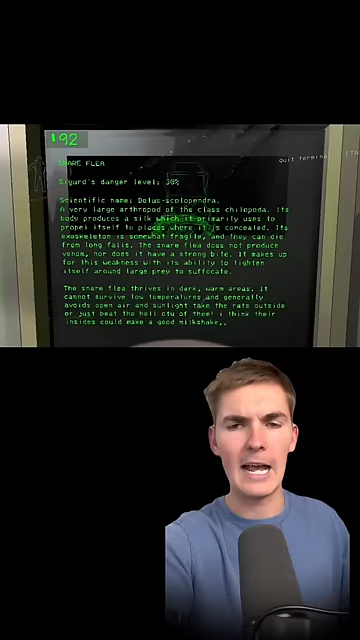 192
SNARE FLEA
Quit termina
Sigurd's danger level: 30%
Scientific name: Dolus-scolopendra.
A very large arthropod of the class chilopoda. Its
body produces a silk which it primarily uses to
propel itself to places where it is concealed. Its
exoskeleton is somewhat fragile, and they can die
from long falls. The snare flea does not produce
venom, nor does it have a strong bite. It makes up
for this weakness with its ability to tighten
itself around large prey to suffocate.
The snare flea thrives in dark, warm areas. It
cannot survive low temperatures and generally
avoids open air and sunlight take the rats outside
or just beat the hell otu of them! i think their
insides could make a good milkshake,.